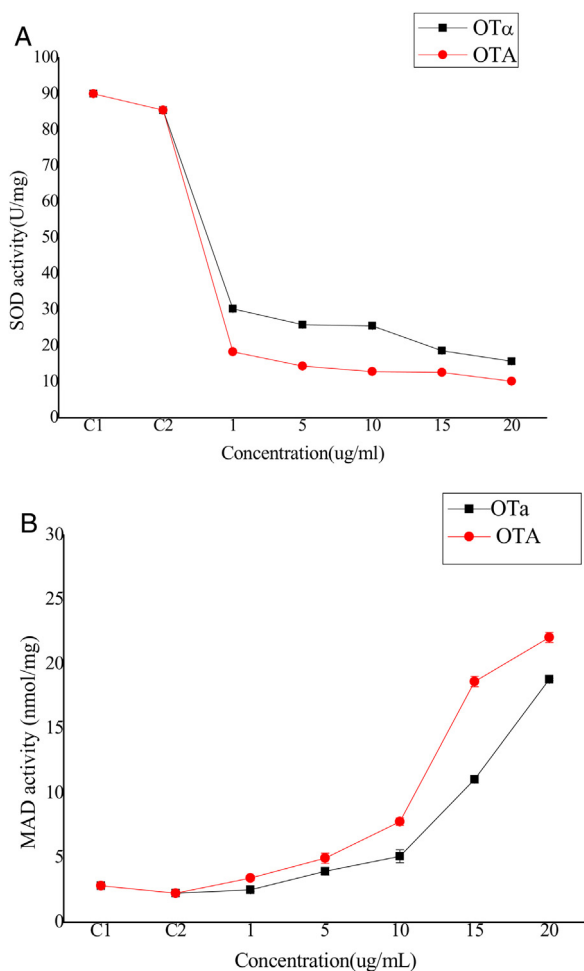 A
OTα
OTA
100
90
80
70
60
50
40
30
20
10
0
SOD activity(U/mg)
C1 C2 1 5 10 15 20
Concentration(ug/ml)
B
OTa
OTA
30
25
20
15
10
5
0
MAD activity (nmol/mg)
C1 C2 1 5 10 15 20
Concentration(ug/mL)